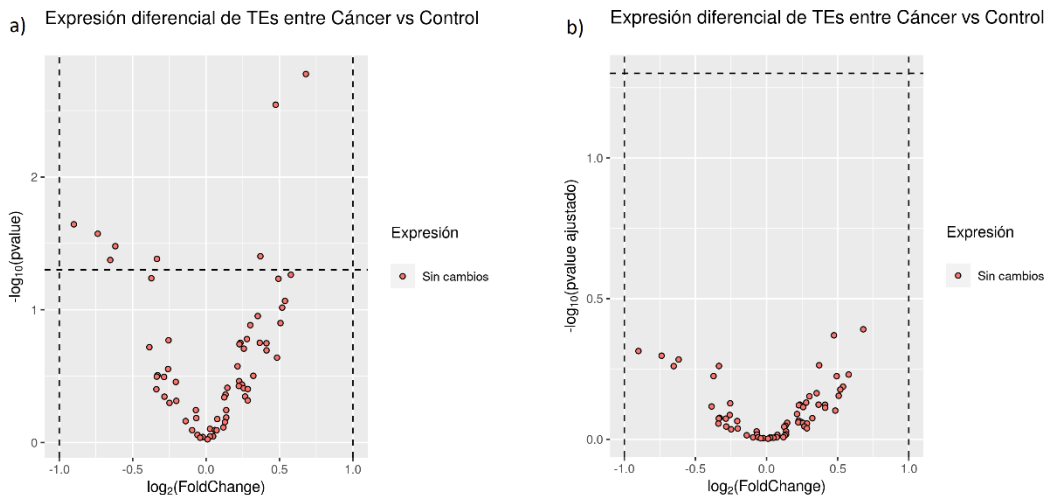 a)
Expresión diferencial de TEs entre Cáncer vs Control
-log10(pvalue)
2
1
0
-1.0 -0.5 0.0 0.5 1.0
log2(FoldChange)
Expresión
Sin cambios
b)
Expresión diferencial de TEs entre Cáncer vs Control
-log10(pvalue ajustado)
1.0
0.5
0.0
-1.0 -0.5 0.0 0.5 1.0
log2(FoldChange)
Expresión
Sin cambios